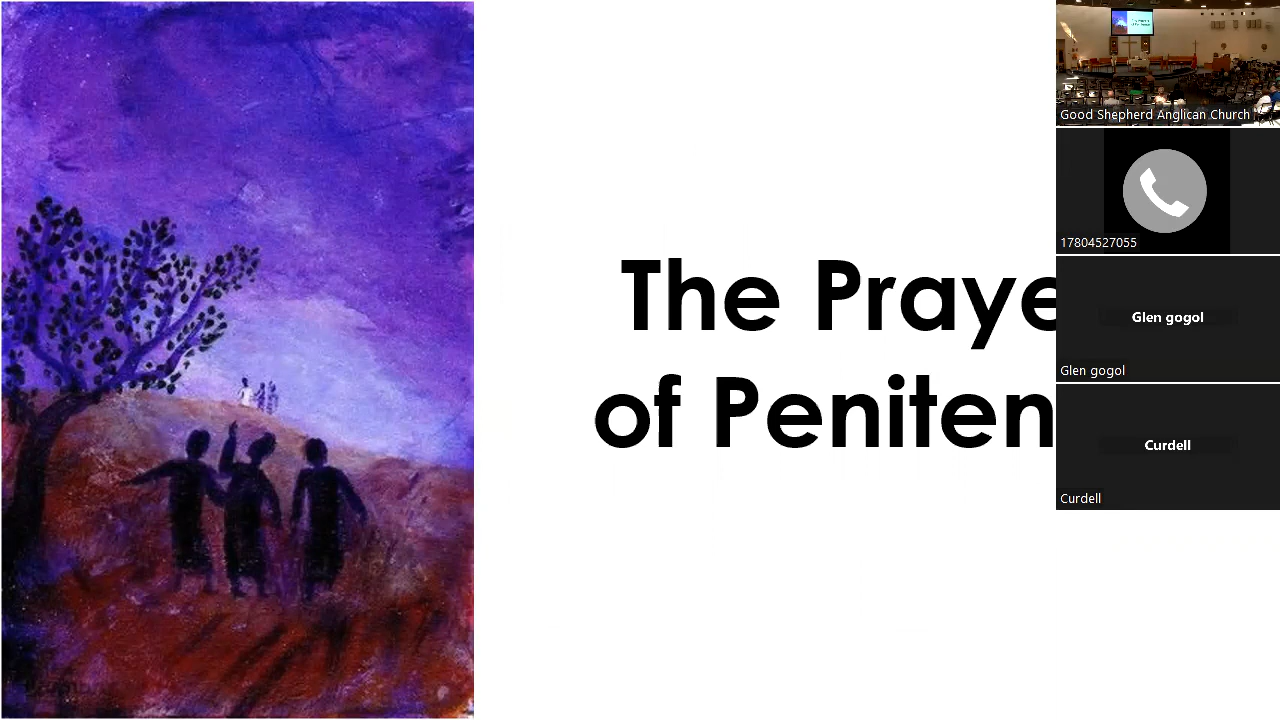 The Praye
of Peniten
Good Shepherd Anglican Church
17804527055
Glen gogol
Glen gogol
Curdell
Curdell